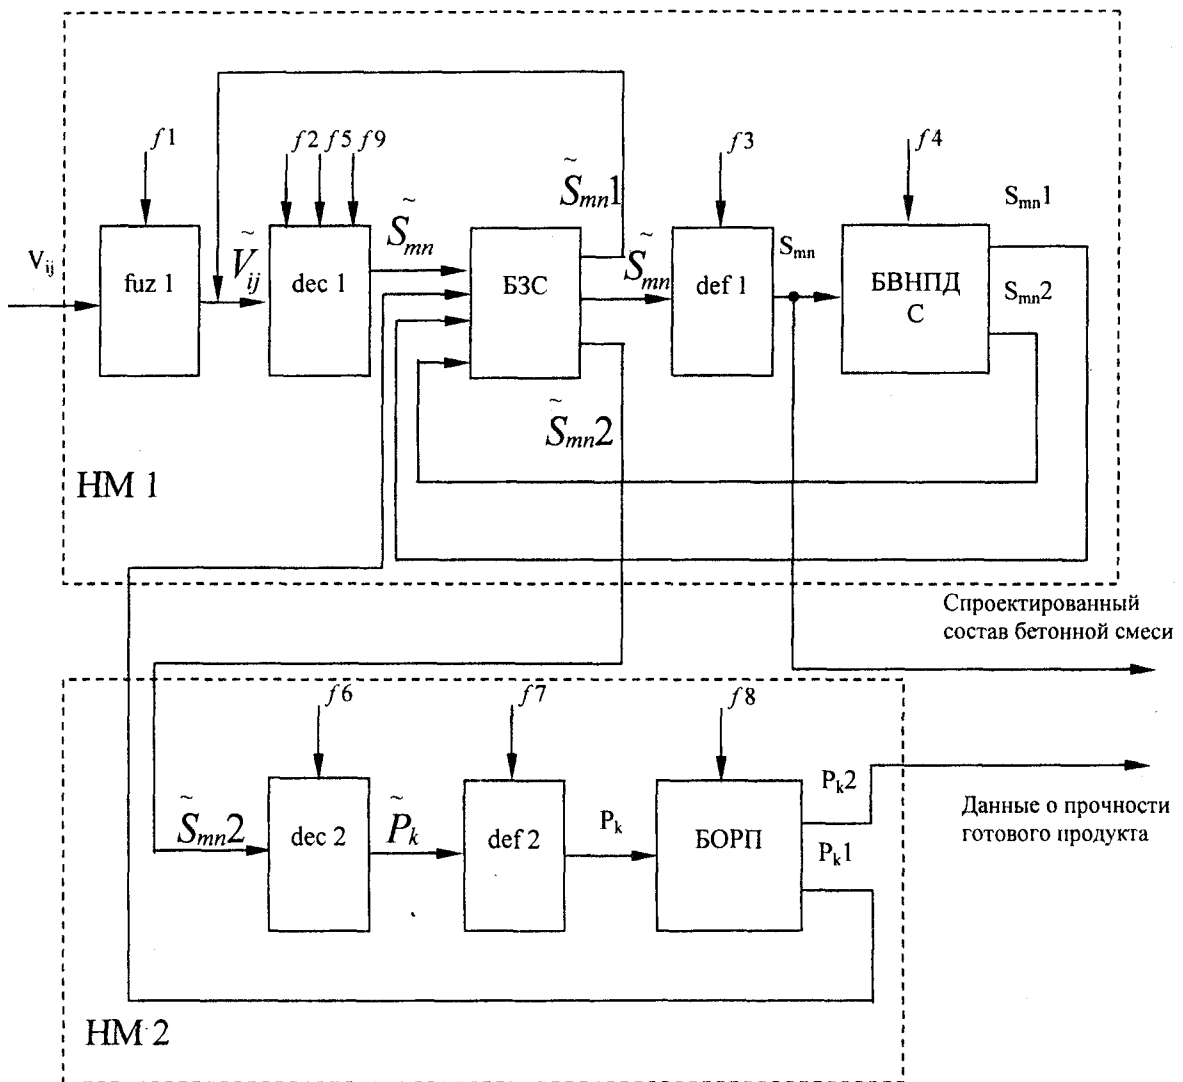 f1
f2 f5 f9
f3
f4
S̃mn1
Smn1
Vij
fuz 1
Ṽij
dec 1
S̃mn
БЗС
S̃mn
def 1
Smn
БВНПД
С
Smn2
S̃mn2
НМ 1
Спроектированный
состав бетонной смеси
f6
f7
f8
S̃mn2
dec 2
P̃k
def 2
Pk
БОРП
Pk2
Pk1
Данные о прочности
готового продукта
НМ 2